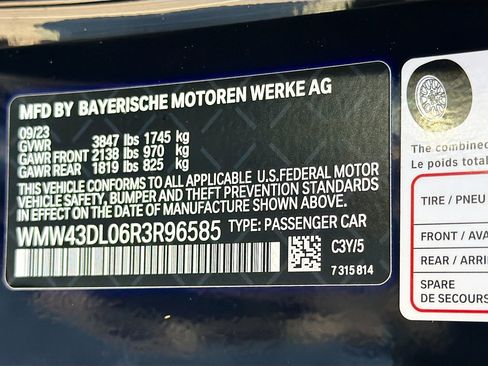 MFD BY BAYERISCHE MOTOREN WERKE AG
09/23
GVWR 3847 lbs 1745 kg
GAWR FRONT 2138 lbs 970 kg
GAWR REAR 1819 lbs 825 kg
THIS VEHICLE CONFORMS TO ALL APPLICABLE U.S.FEDERAL MOTOR
VEHICLE SAFETY, BUMPER AND THEFT PREVENTION STANDARDS
IN EFFECT ON THE DATE OF MANUFACTURE SHOWN ABOVE.
WMW43DL06R3R96585 TYPE: PASSENGER CAR
C3Y/5
7 315 814
The combined
Le poids total
TIRE / PNEU
FRONT / AVA
REAR / ARRI
SPARE
DE SECOURS